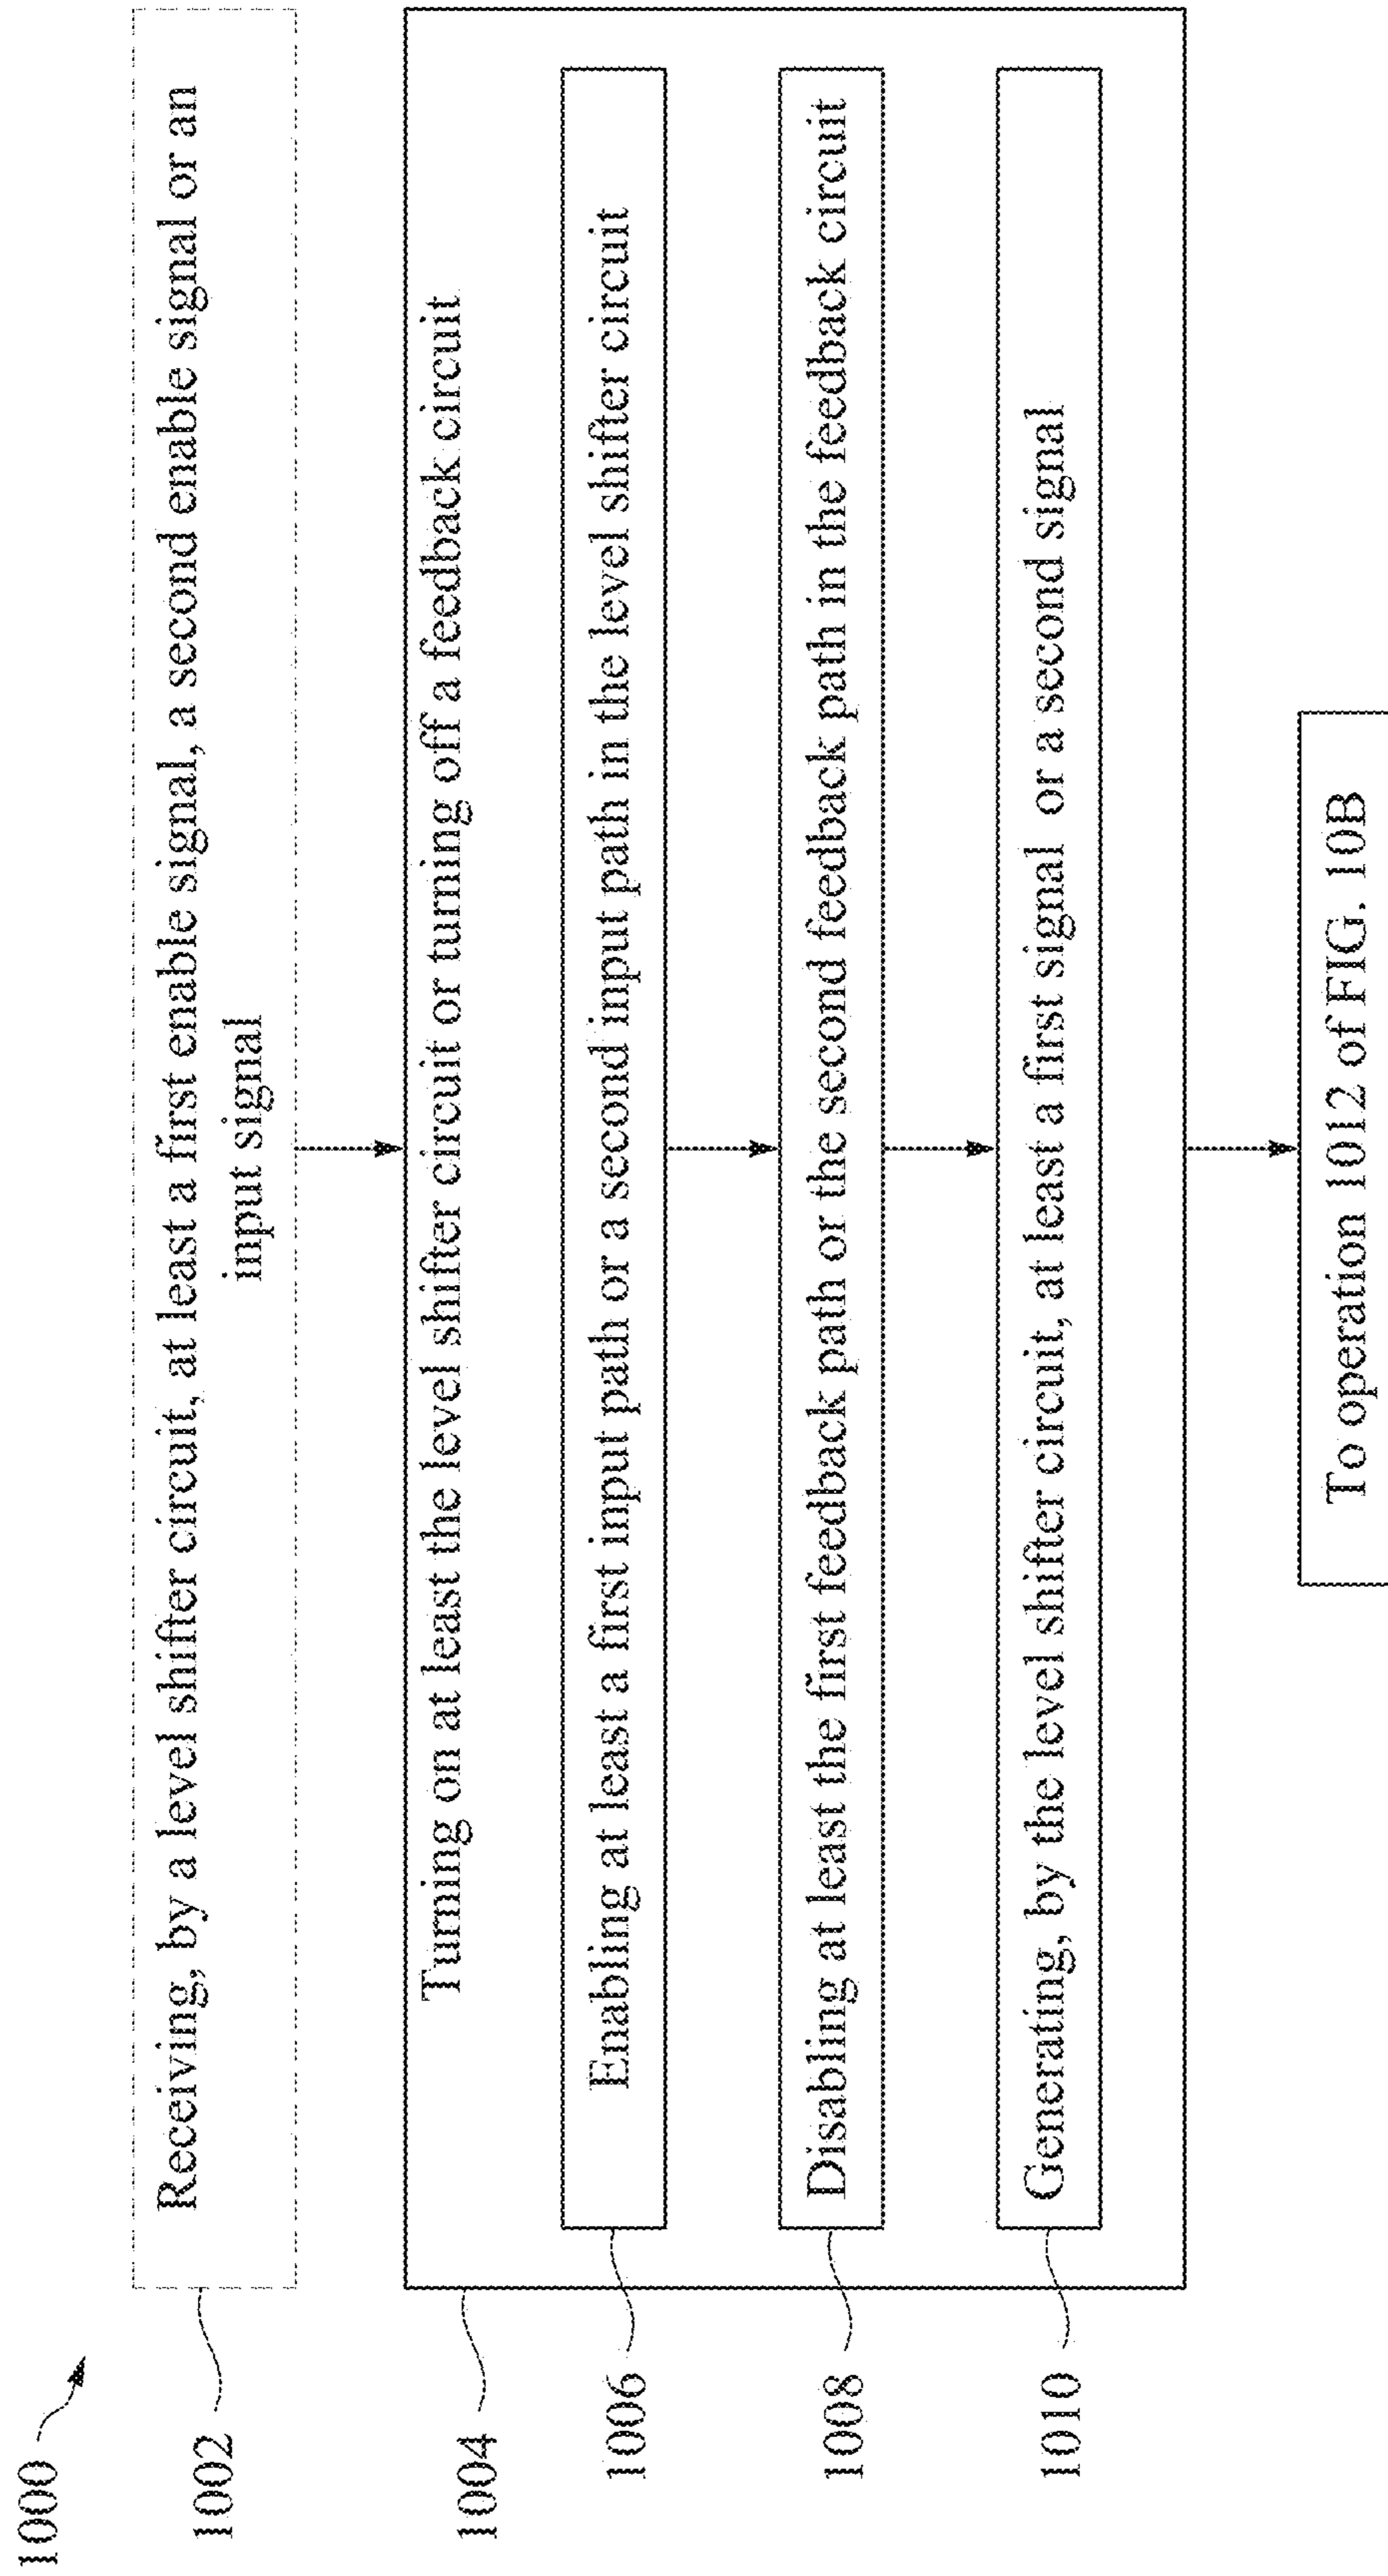 1000
1002
Receiving, by a level shifter circuit, at least a first enable signal, a second enable signal or an
input signal
1004
Turning on at least the level shifter circuit or turning off a feedback circuit
1006
Enabling at least a first input path or a second input path in the level shifter circuit
1008
Disabling at least the first feedback path or the second feedback path in the feedback circuit
1010
Generating, by the level shifter circuit, at least a first signal or a second signal
To operation 1012 of FIG. 10B